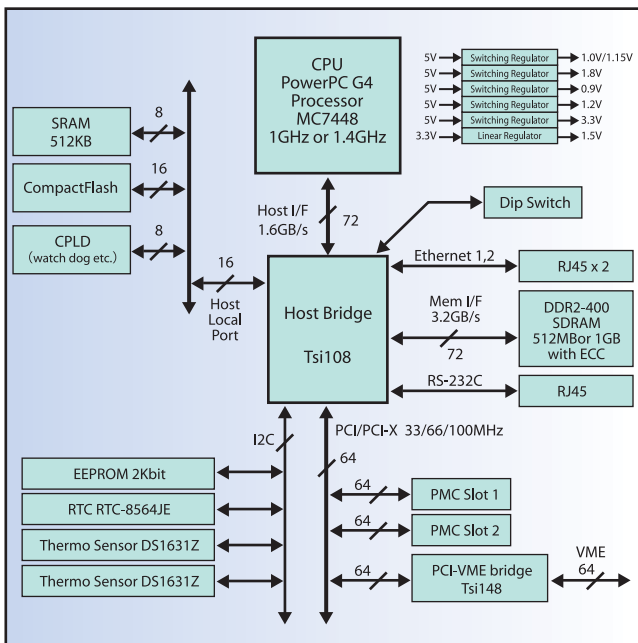 CPU
PowerPC G4
Processor
MC7448
1GHz or 1.4GHz
5V Switching Regulator 1.0V/1.15V
5V Switching Regulator 1.8V
5V Switching Regulator 0.9V
5V Switching Regulator 1.2V
5V Switching Regulator 3.3V
3.3V Linear Regulator 1.5V
SRAM
512KB
8
CompactFlash
16
CPLD
(watch dog etc.)
8
Host I/F
1.6GB/s
72
Dip Switch
16
Host
Local
Port
Host Bridge
Tsi108
Ethernet 1,2
RJ45 x 2
Mem I/F
3.2GB/s
72
DDR2-400
SDRAM
512MBor 1GB
with ECC
RS-232C
RJ45
I2C
PCI/PCI-X 33/66/100MHz
64
EEPROM 2Kbit
RTC RTC-8564JE
Thermo Sensor DS1631Z
Thermo Sensor DS1631Z
64
PMC Slot 1
64
PMC Slot 2
64
PCI-VME bridge
Tsi148
VME
64